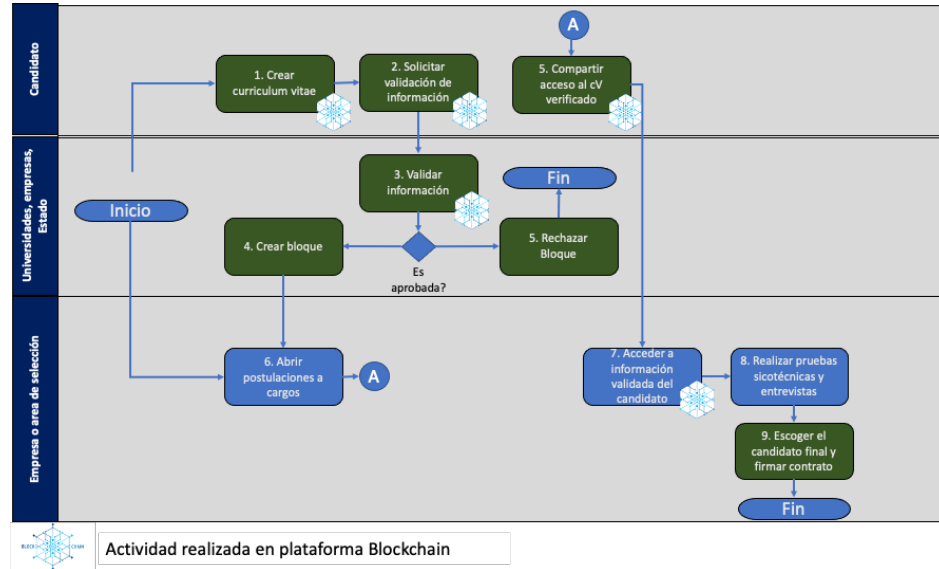 Candidato
A
1. Crear
curriculum vitae
2. Solicitar
validación de
información
5. Compartir
acceso al cV
verificado
Universidades, empresas,
Estado
Inicio
3. Validar
información
Fin
4. Crear bloque
Es
aprobada?
5. Rechazar
Bloque
Empresa o area de selección
6. Abrir
postulaciones a
cargos
A
7. Acceder a
información
validada del
candidato
8. Realizar pruebas
sicotécnicas y
entrevistas
9. Escoger el
candidato final y
firmar contrato
Fin
BLOCK CHAIN
Actividad realizada en plataforma Blockchain